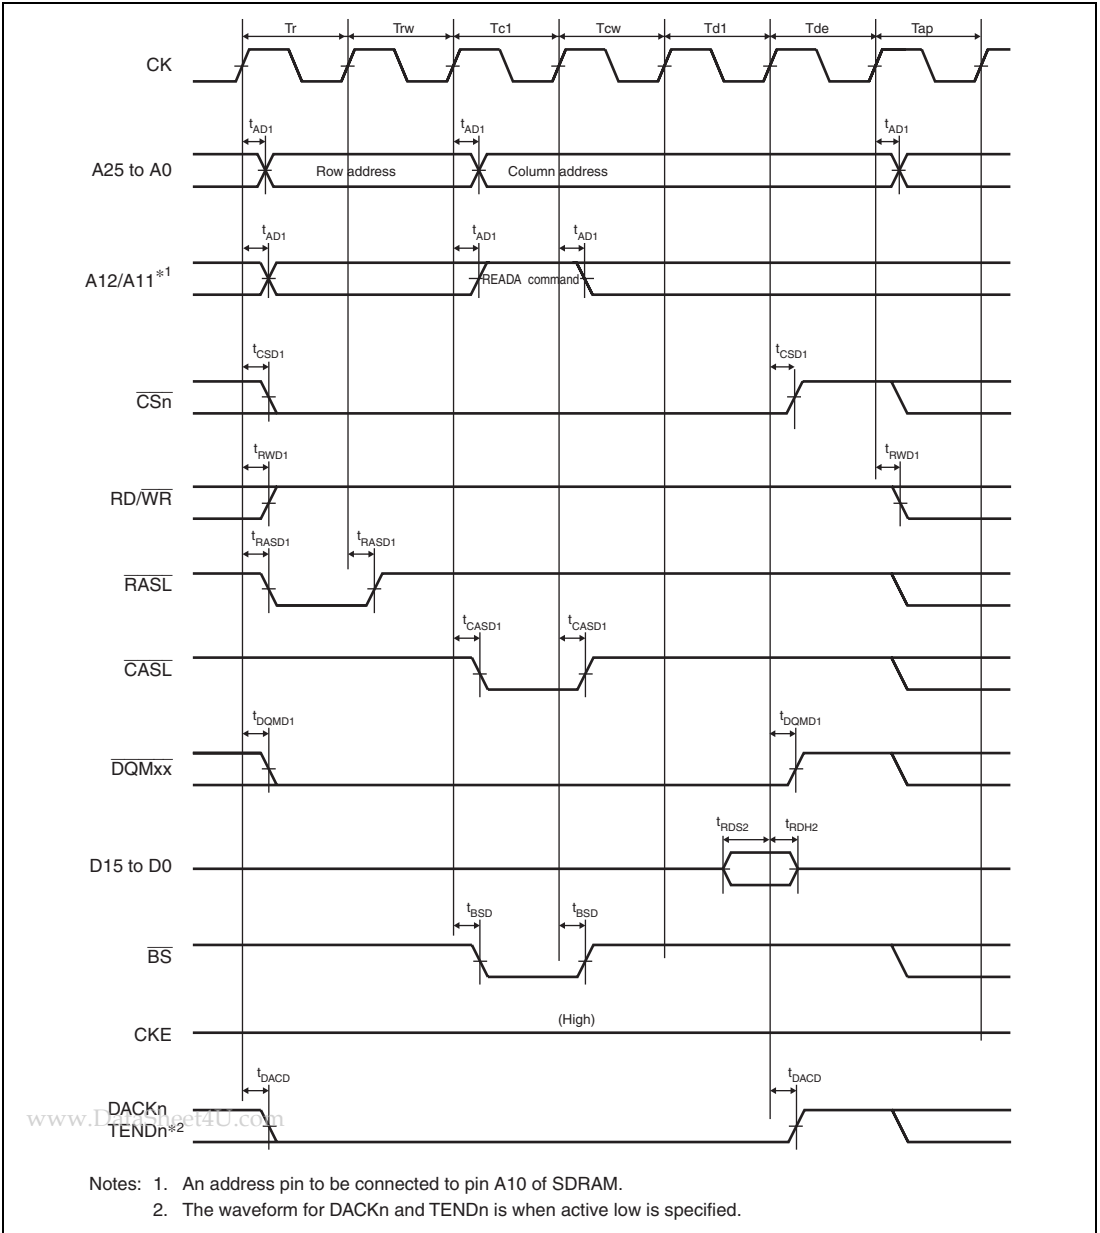 Tr Trw Tc1 Tcw Td1 Tde Tap
CK
tAD1 tAD1 tAD1
A25 to A0 Row address Column address
tAD1 tAD1 tAD1
A12/A11*1 READA command
tCSD1 tCSD1
CSn
tRWD1 tRWD1
RD/WR
tRASD1 tRASD1
RASL
tCASD1 tCASD1
CASL
tDQMD1 tDQMD1
DQMxx
tRDS2 tRDH2
D15 to D0
tBSD tBSD
BS
(High)
CKE
tDACD tDACD
DACKn
www.DataSheet4U.com
TENDn*2
Notes: 1. An address pin to be connected to pin A10 of SDRAM.
2. The waveform for DACKn and TENDn is when active low is specified.